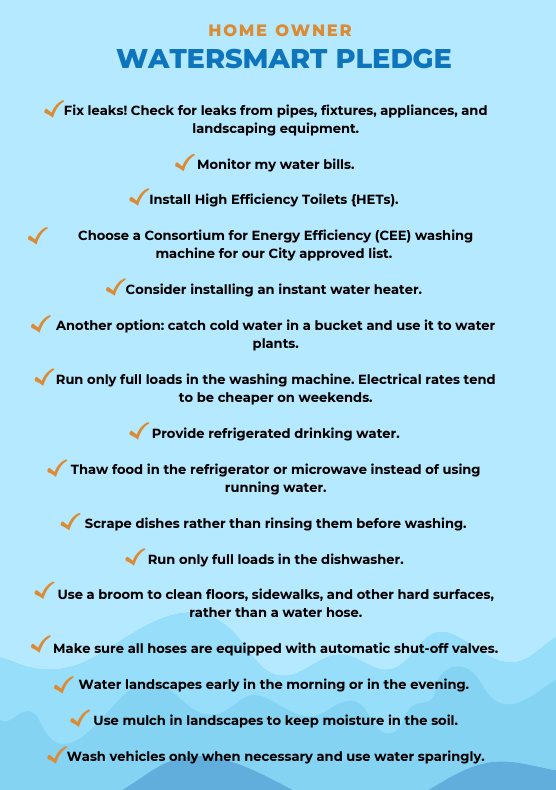 HOME OWNER
WATERSMART PLEDGE
Fix leaks! Check for leaks from pipes, fixtures, appliances, and
landscaping equipment.
Monitor my water bills.
Install High Efficiency Toilets {HETs).
Choose a Consortium for Energy Efficiency (CEE) washing
machine for our City approved list.
Consider installing an instant water heater.
Another option: catch cold water in a bucket and use it to water
plants.
Run only full loads in the washing machine. Electrical rates tend
to be cheaper on weekends.
Provide refrigerated drinking water.
Thaw food in the refrigerator or microwave instead of using
running water.
Scrape dishes rather than rinsing them before washing.
Run only full loads in the dishwasher.
Use a broom to clean floors, sidewalks, and other hard surfaces,
rather than a water hose.
Make sure all hoses are equipped with automatic shut-off valves.
Water landscapes early in the morning or in the evening.
Use mulch in landscapes to keep moisture in the soil.
Wash vehicles only when necessary and use water sparingly.